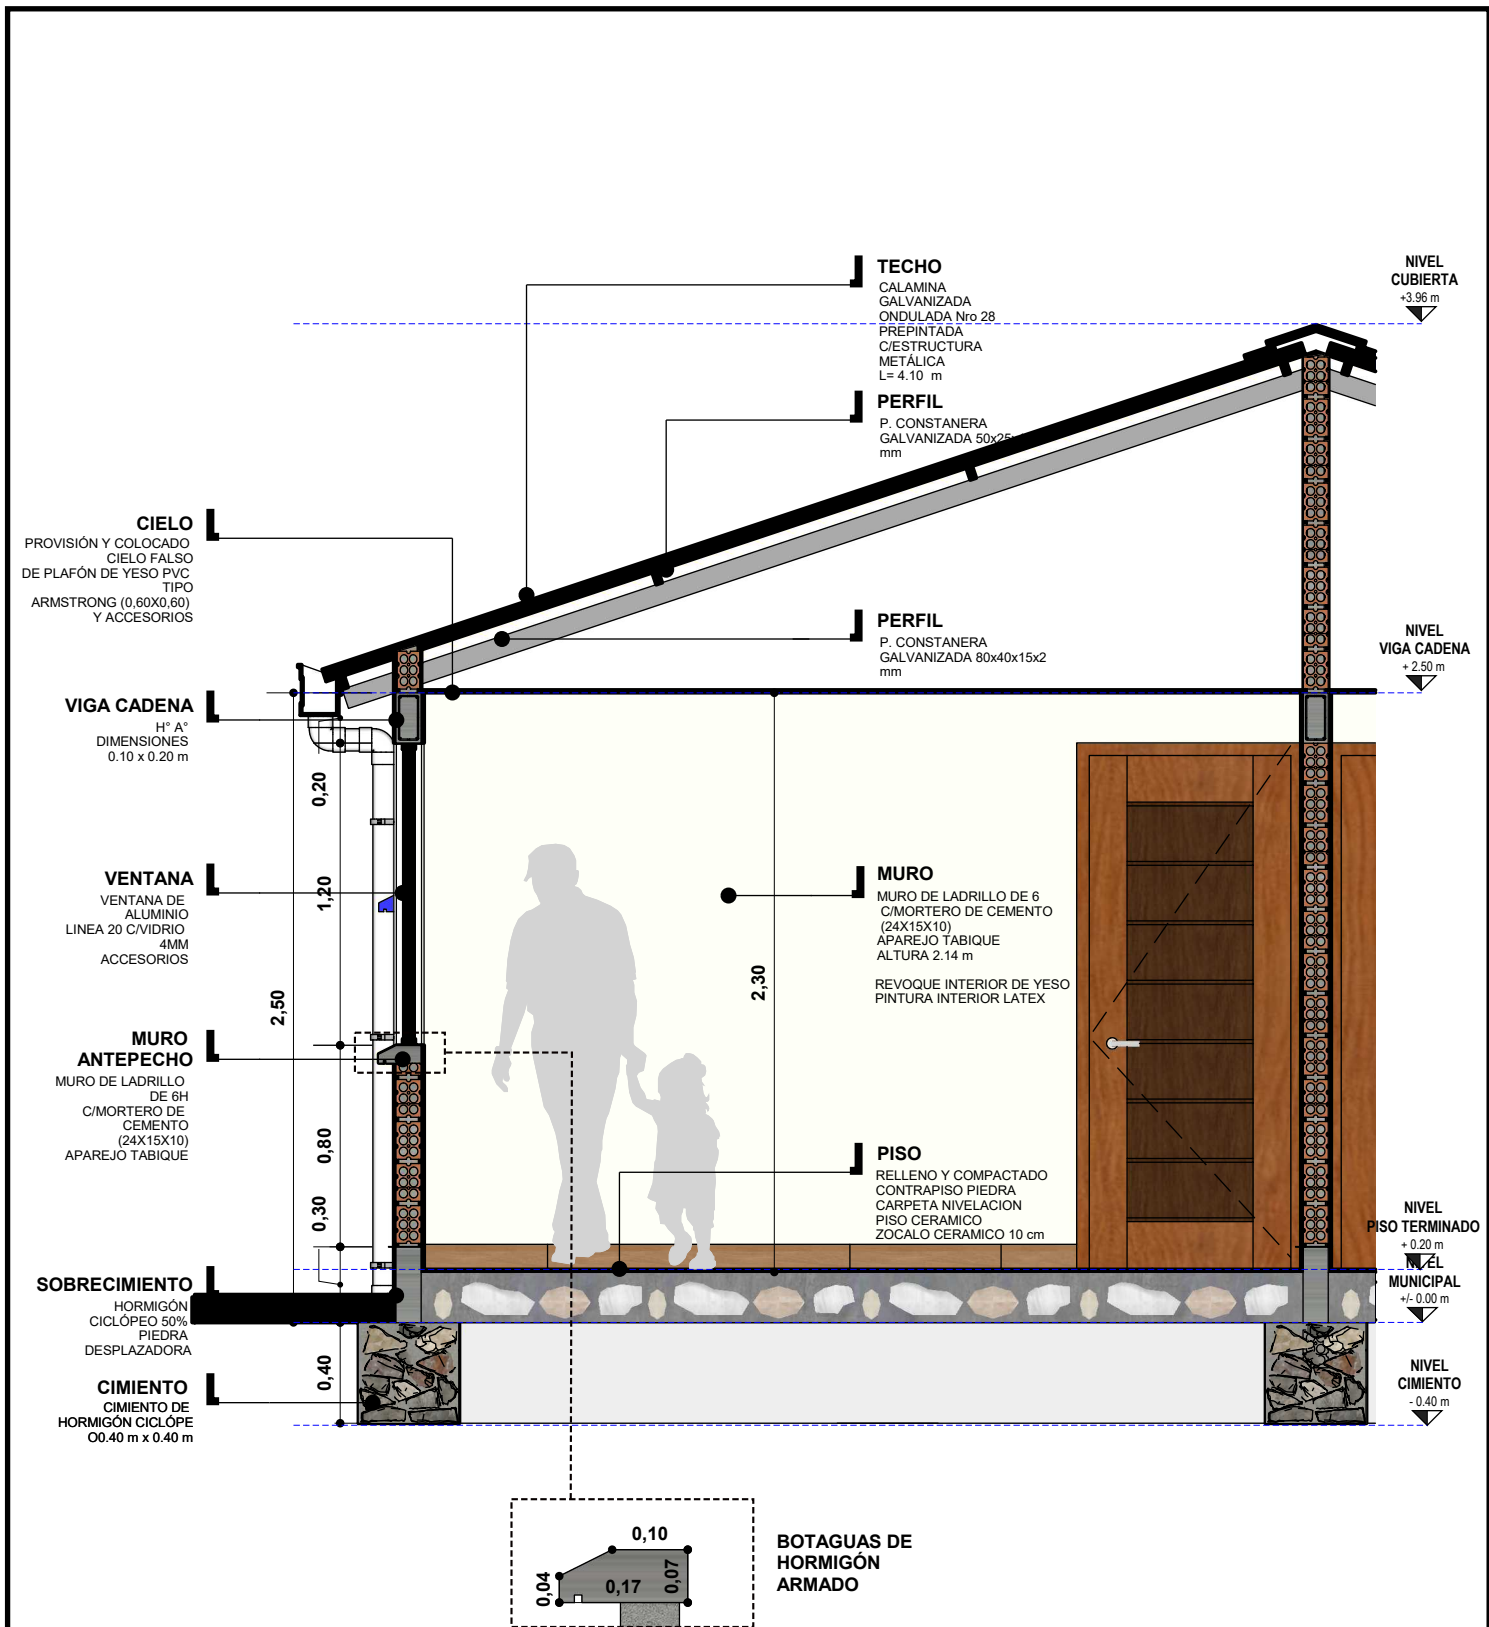 TECHO
CALAMINA
GALVANIZADA
ONDULADA Nro 28
PREPINTADA
C/ESTRUCTURA
METÁLICA
L= 4.10 m
PERFIL
P. CONSTANERA
GALVANIZADA 50x25
mm
NIVEL
CUBIERTA
+3.96 m
CIELO
PROVISIÓN Y COLOCADO
CIELO FALSO
DE PLAFÓN DE YESO PVC
TIPO
ARMSTRONG (0,60X0,60)
Y ACCESORIOS
PERFIL
P. CONSTANERA
GALVANIZADA 80x40x15x2
mm
NIVEL
VIGA CADENA
+ 2.50 m
VIGA CADENA
H° A°
DIMENSIONES
0.10 x 0.20 m
0,20
VENTANA
VENTANA DE
ALUMINIO
LINEA 20 C/VIDRIO
4MM
ACCESORIOS
1,20
MURO
MURO DE LADRILLO DE 6
C/MORTERO DE CEMENTO
(24X15X10)
APAREJO TABIQUE
ALTURA 2.14 m
REVOQUE INTERIOR DE YESO
PINTURA INTERIOR LATEX
2,30
2,50
MURO
ANTEPECHO
MURO DE LADRILLO
DE 6H
C/MORTERO DE
CEMENTO
(24X15X10)
APAREJO TABIQUE
0,80
0,30
PISO
RELLENO Y COMPACTADO
CONTRAPISO PIEDRA
CARPETA NIVELACION
PISO CERAMICO
ZOCALO CERAMICO 10 cm
NIVEL
PISO TERMINADO
+ 0.20 m
NIVEL
MUNICIPAL
+/- 0.00 m
SOBRECIMIENTO
HORMIGÓN
CICLÓPEO 50%
PIEDRA
DESPLAZADORA
0,40
CIMIENTO
CIMIENTO DE
HORMIGÓN CICLÓPE
O0.40 m x 0.40 m
NIVEL
CIMIENTO
- 0.40 m
0,10
0,04
0,17
0,07
BOTAGUAS DE
HORMIGÓN
ARMADO